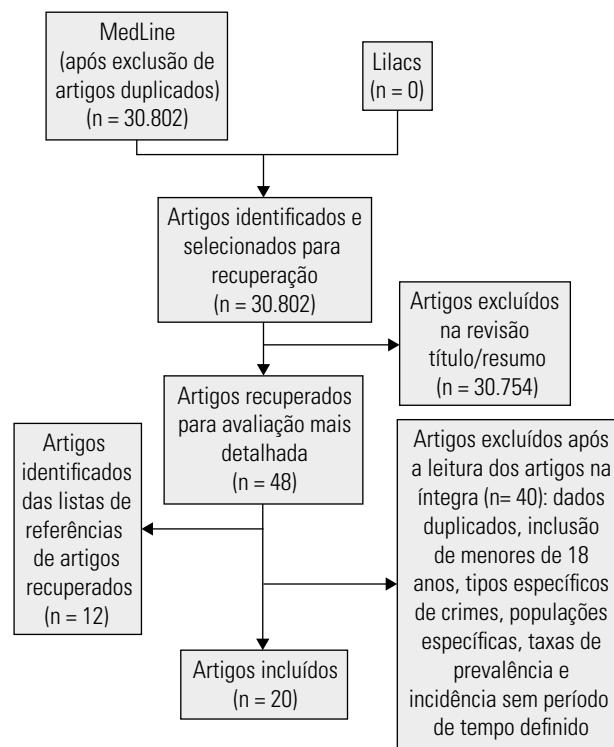 MedLine
(após exclusão de
artigos duplicados)
(n = 30.802)
Lilacs
(n = 0)
Artigos identificados e
selecionados para
recuperação
(n = 30.802)
Artigos excluídos
na revisão
título/resumo
(n = 30.754)
Artigos recuperados
para avaliação mais
detalhada
(n = 48)
Artigos
identificados
das listas de
referências
de artigos
recuperados
(n = 12)
Artigos excluídos após
a leitura dos artigos na
íntegra (n= 40): dados
duplicados, inclusão
de menores de 18
anos, tipos específicos
de crimes, populações
específicas, taxas de
prevalência e
incidência sem período
de tempo definido
Artigos incluídos
(n = 20)